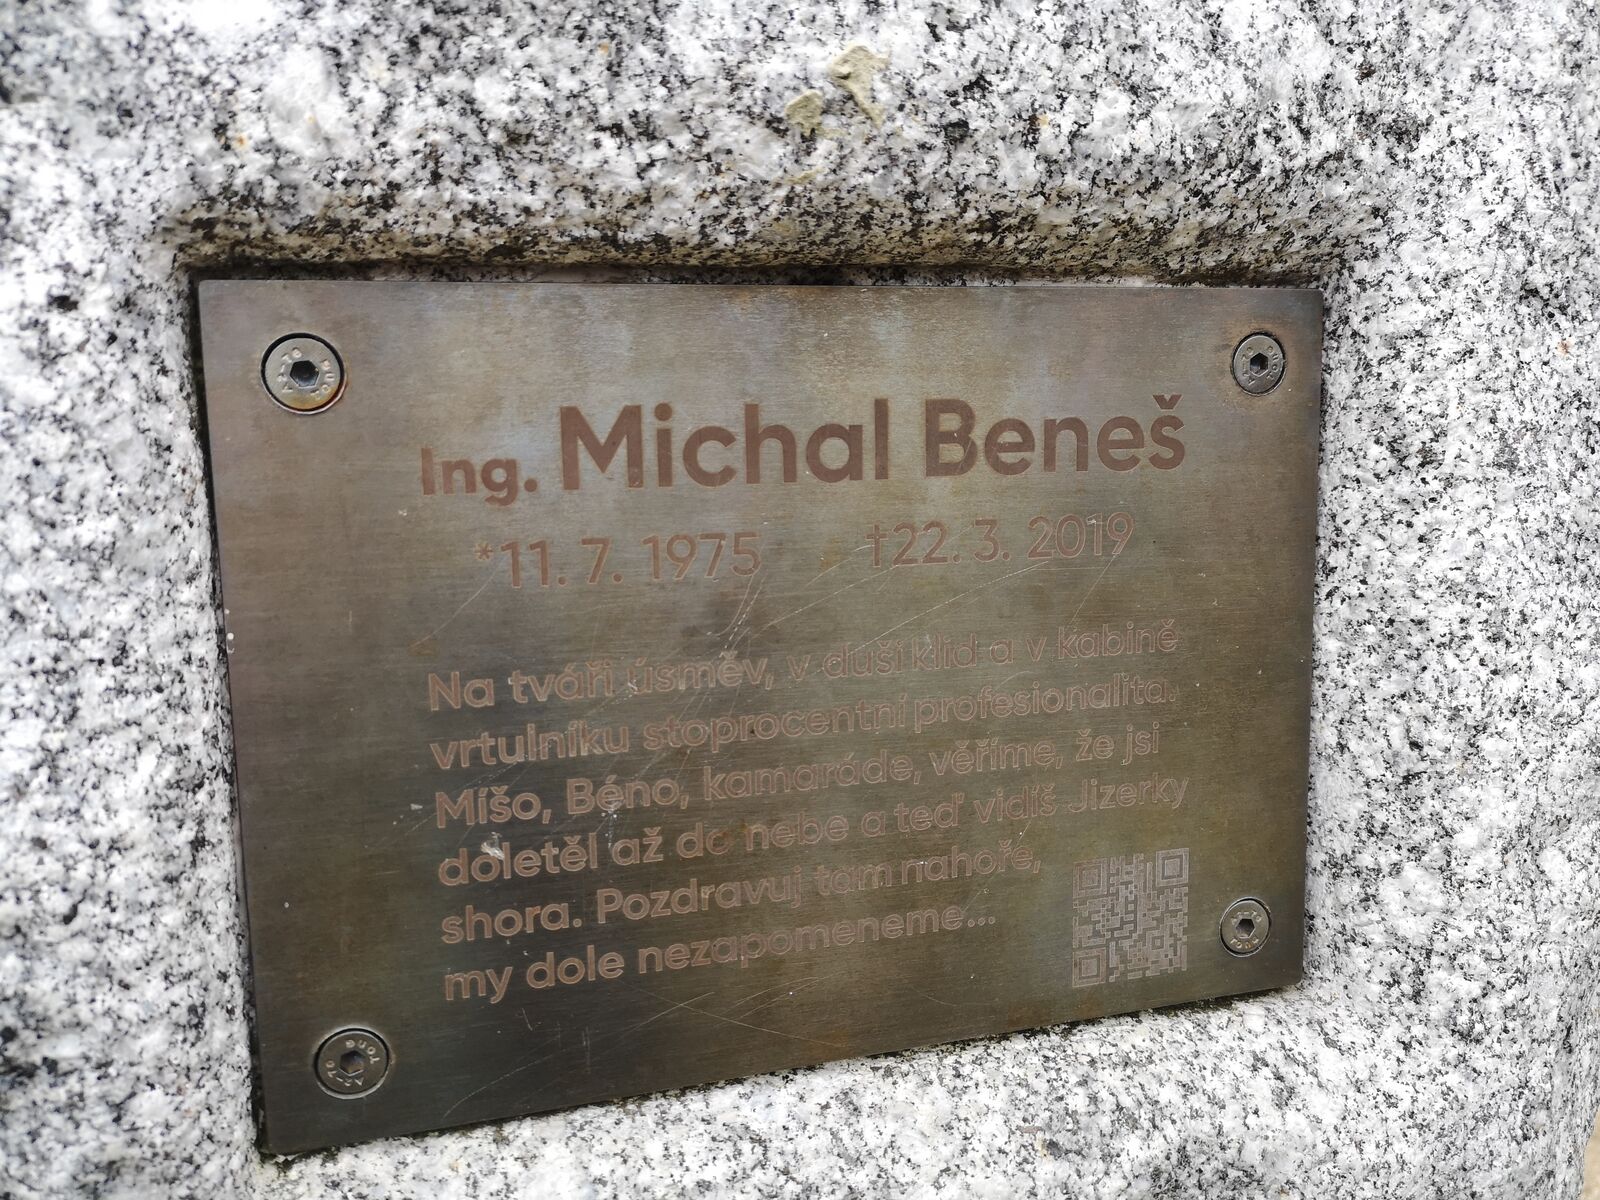 Ing. Michal Beneš
*11. 7. 1975 †22. 3. 2019
Na tváři úsměv, v duši klid a v kabině
vrtulníku stoprocentní profesionalita.
Míšo, Béno, kamaráde, věříme, že jsi
doletěl až do nebe a teď vidíš Jizerky
shora. Pozdravuj tam nahoře,
my dole nezapomeneme...